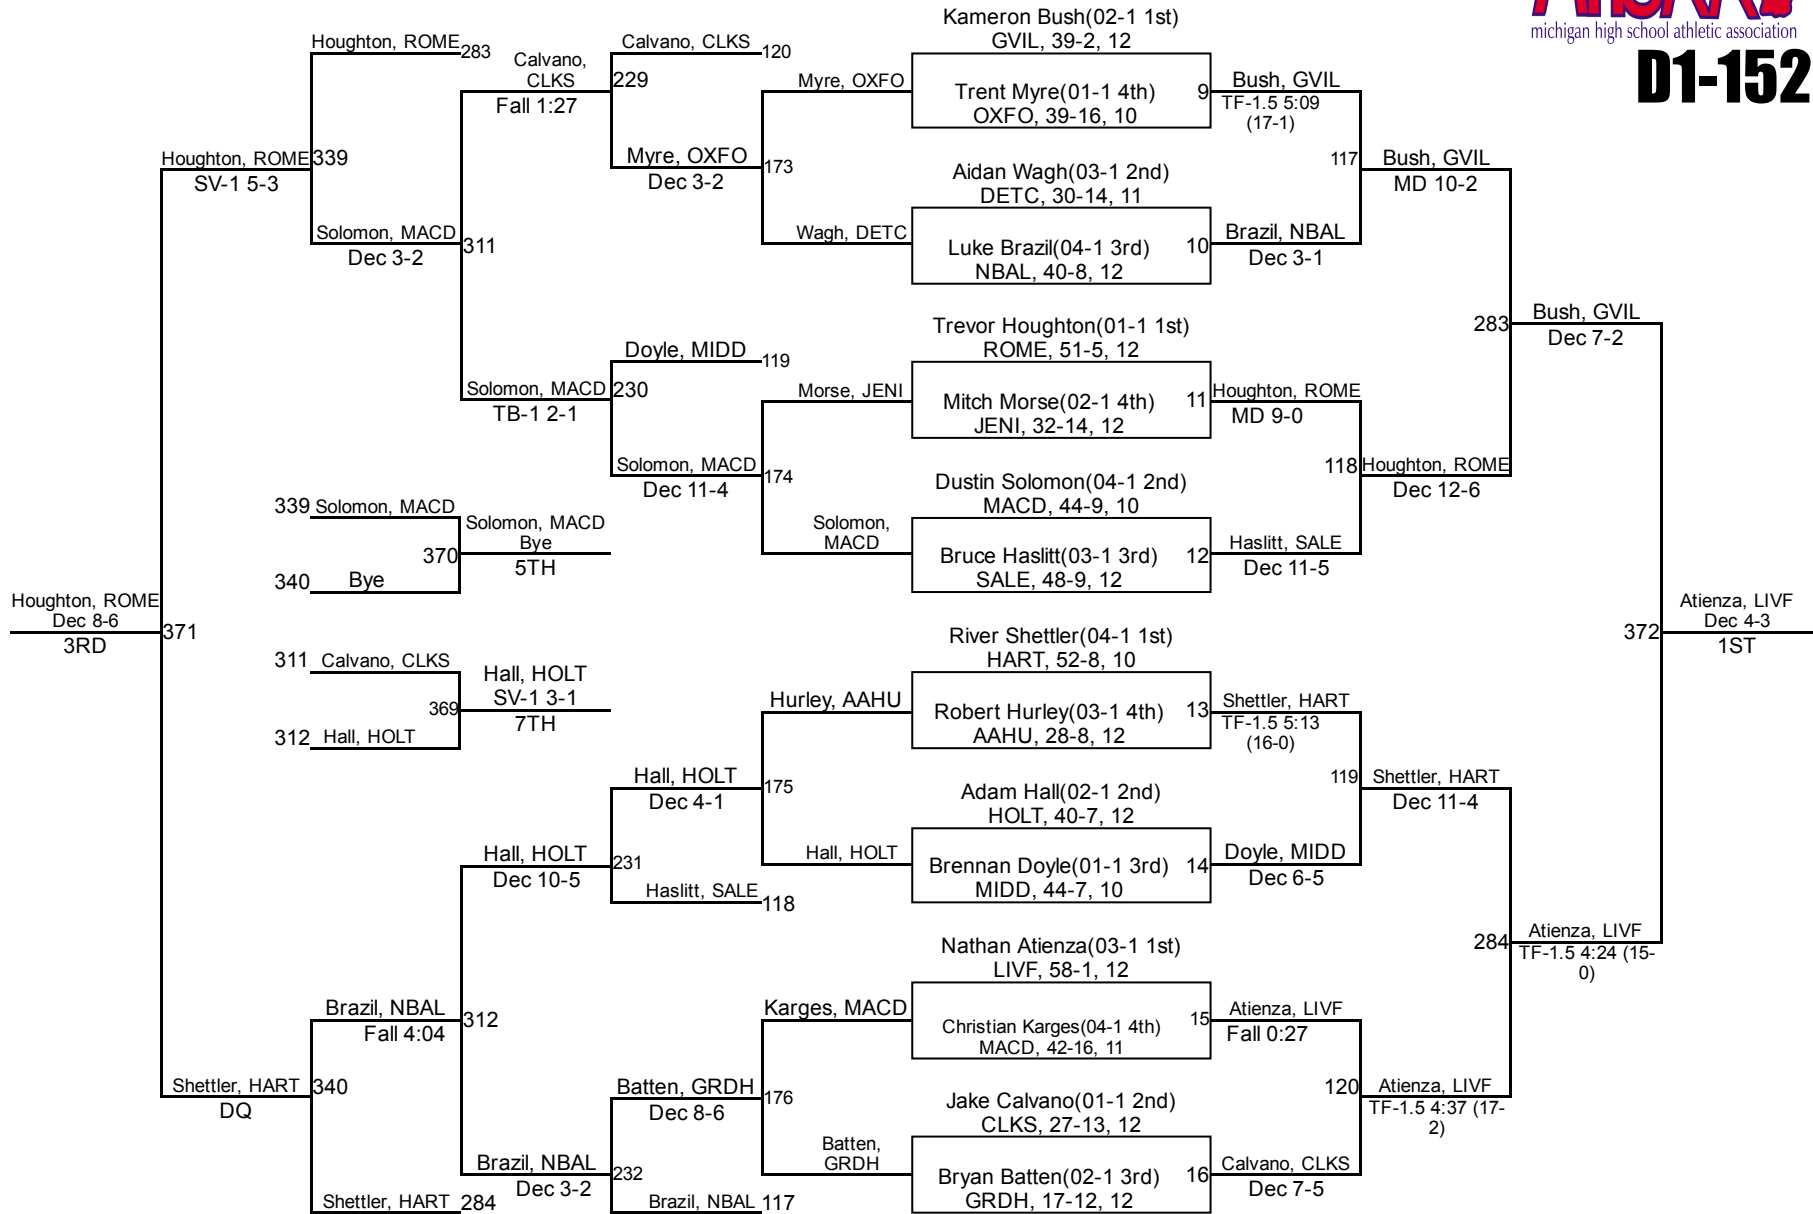 michigan high school athletic association
D1-152
Houghton, ROME
283
Calvano,
CLKS
Fall 1:27
Calvano, CLKS
120
229
Myre, OXFO
Dec 3-2
173
Myre, OXFO
Wagh, DETC
Kameron Bush(02-1 1st)
GVIL, 39-2, 12
Trent Myre(01-1 4th)
OXFO, 39-16, 10
9
Bush, GVIL
TF-1.5 5:09
(17-1)
Aidan Wagh(03-1 2nd)
DETC, 30-14, 11
Luke Brazil(04-1 3rd)
NBAL, 40-8, 12
10
Brazil, NBAL
Dec 3-1
117
Bush, GVIL
MD 10-2
Houghton, ROME
SV-1 5-3
339
Solomon, MACD
Dec 3-2
311
Doyle, MIDD
119
Solomon, MACD
TB-1 2-1
230
Solomon, MACD
Dec 11-4
174
Morse, JENI
Solomon,
MACD
Trevor Houghton(01-1 1st)
ROME, 51-5, 12
Mitch Morse(02-1 4th)
JENI, 32-14, 12
11
Houghton, ROME
MD 9-0
Dustin Solomon(04-1 2nd)
MACD, 44-9, 10
Bruce Haslitt(03-1 3rd)
SALE, 48-9, 12
12
Haslitt, SALE
Dec 11-5
118
Houghton, ROME
Dec 12-6
283
Bush, GVIL
Dec 7-2
339
Solomon, MACD
340
Bye
370
Solomon, MACD
Bye
5TH
Houghton, ROME
Dec 8-6
3RD
371
311
Calvano, CLKS
312
Hall, HOLT
369
Hall, HOLT
SV-1 3-1
7TH
372
Atienza, LIVF
Dec 4-3
1ST
Hurley, AAHU
Hall, HOLT
River Shettler(04-1 1st)
HART, 52-8, 10
Robert Hurley(03-1 4th)
AAHU, 28-8, 12
13
Shettler, HART
TF-1.5 5:13
(16-0)
Hall, HOLT
Dec 4-1
175
Adam Hall(02-1 2nd)
HOLT, 40-7, 12
Brennan Doyle(01-1 3rd)
MIDD, 44-7, 10
14
Doyle, MIDD
Dec 6-5
119
Shettler, HART
Dec 11-4
Hall, HOLT
Dec 10-5
231
Haslitt, SALE
118
284
Atienza, LIVF
TF-1.5 4:24 (15-
0)
Brazil, NBAL
Fall 4:04
312
Karges, MACD
Nathan Atienza(03-1 1st)
LIVF, 58-1, 12
Christian Karges(04-1 4th)
MACD, 42-16, 11
15
Atienza, LIVF
Fall 0:27
Shettler, HART
DQ
340
Batten, GRDH
Dec 8-6
176
Batten,
GRDH
Jake Calvano(01-1 2nd)
CLKS, 27-13, 12
Bryan Batten(02-1 3rd)
GRDH, 17-12, 12
16
Calvano, CLKS
Dec 7-5
120
Atienza, LIVF
TF-1.5 4:37 (17-
2)
Brazil, NBAL
Dec 3-2
232
Brazil, NBAL
117
Shettler, HART
284